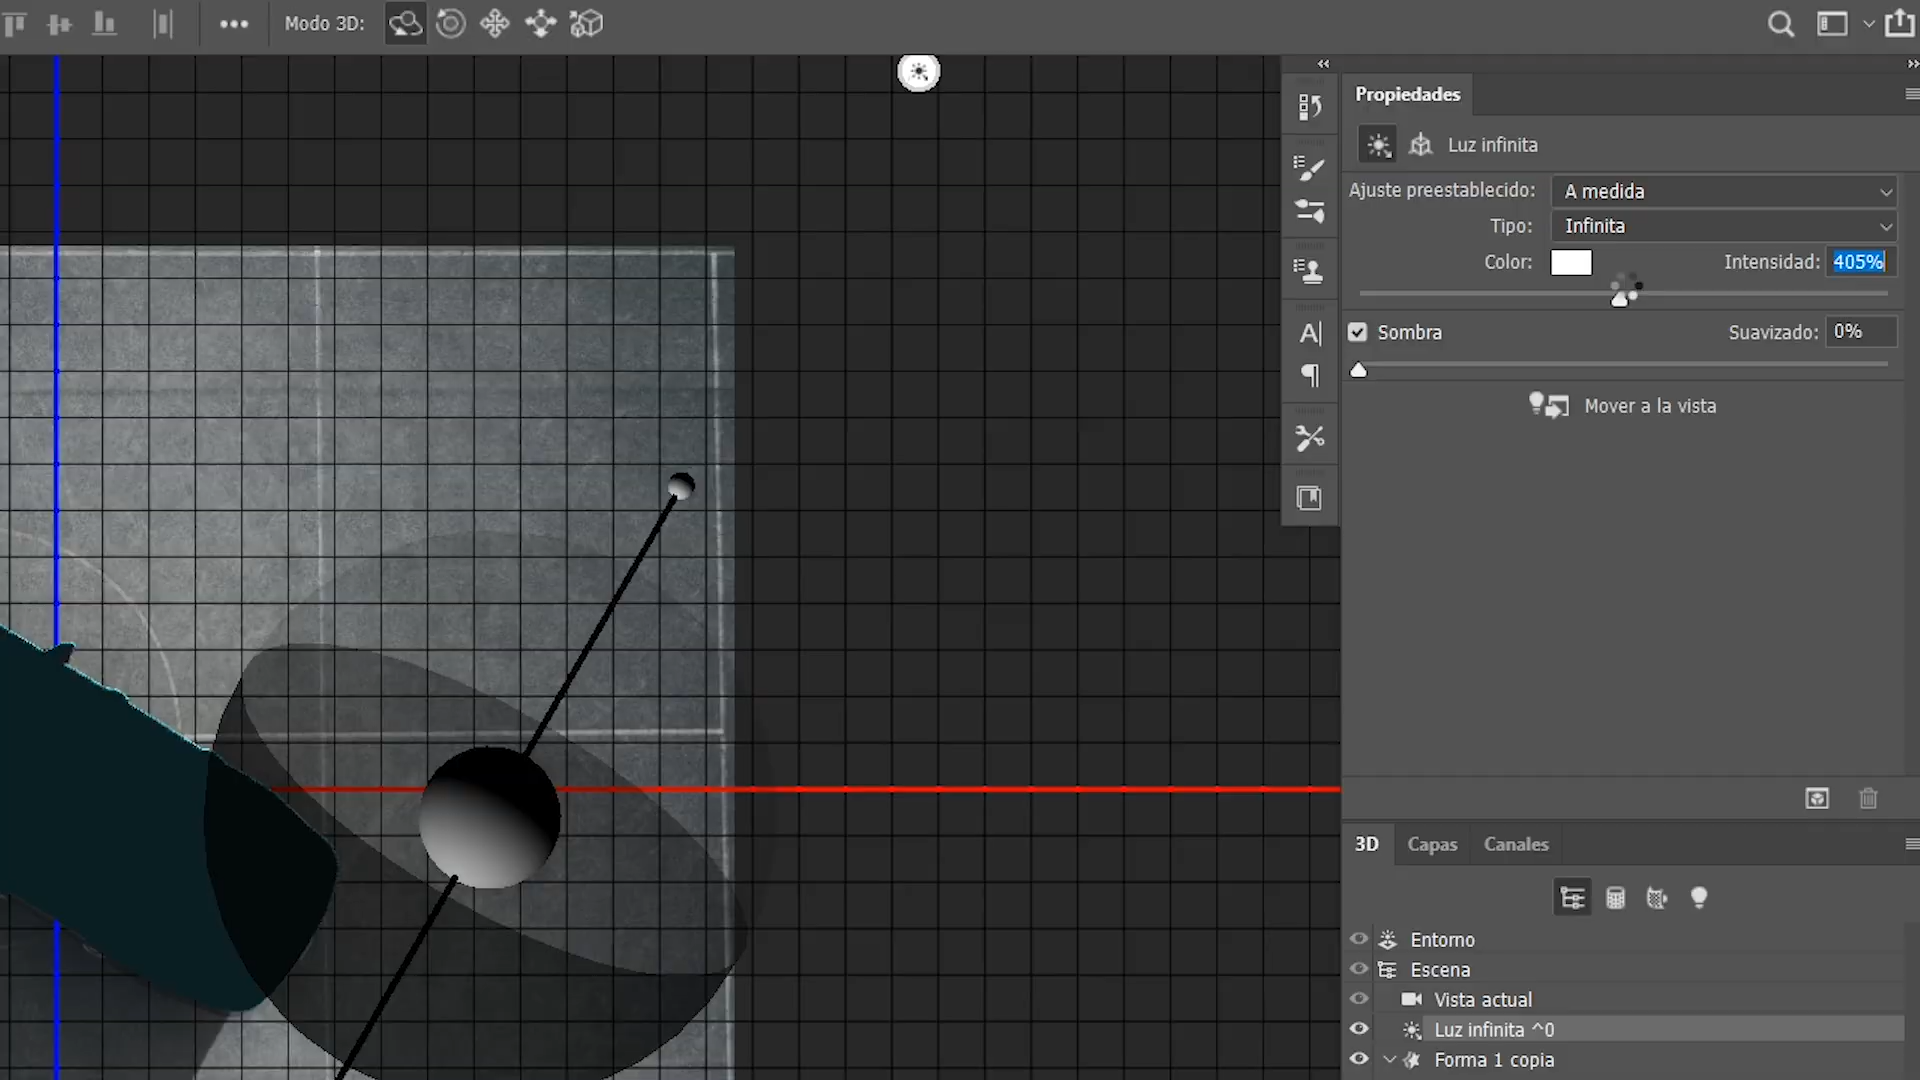 Modo 3D:
Propiedades
Luz infinita
Ajuste preestablecido: A medida
Tipo: Infinita
Color: Intensidad: 405%
Sombra Suavizado: 0%
Mover a la vista
3D Capas Canales
Entorno
Escena
Vista actual
Luz infinita ^0
Forma 1 copia